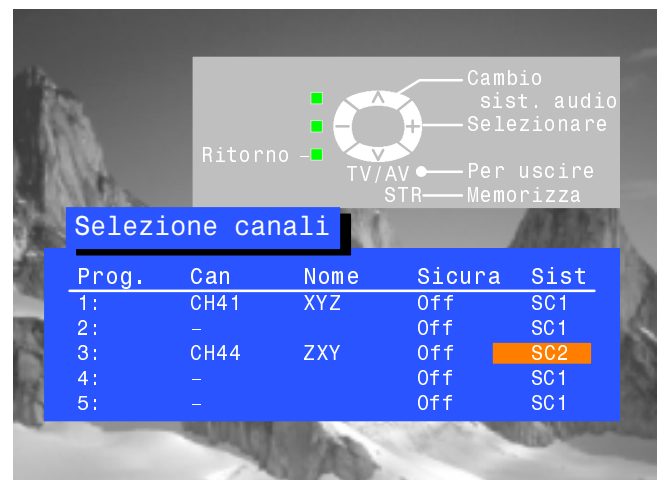 Cambio
sist. audio
Selezionare
Ritorno
TV/AV Per uscire
STR Memorizza
Selezione canali
Prog. Can Nome Sicura Sist
1: CH41 XYZ Off SC1
2: – Off SC1
3: CH44 ZXY Off SC2
4: – Off SC1
5: – Off SC1